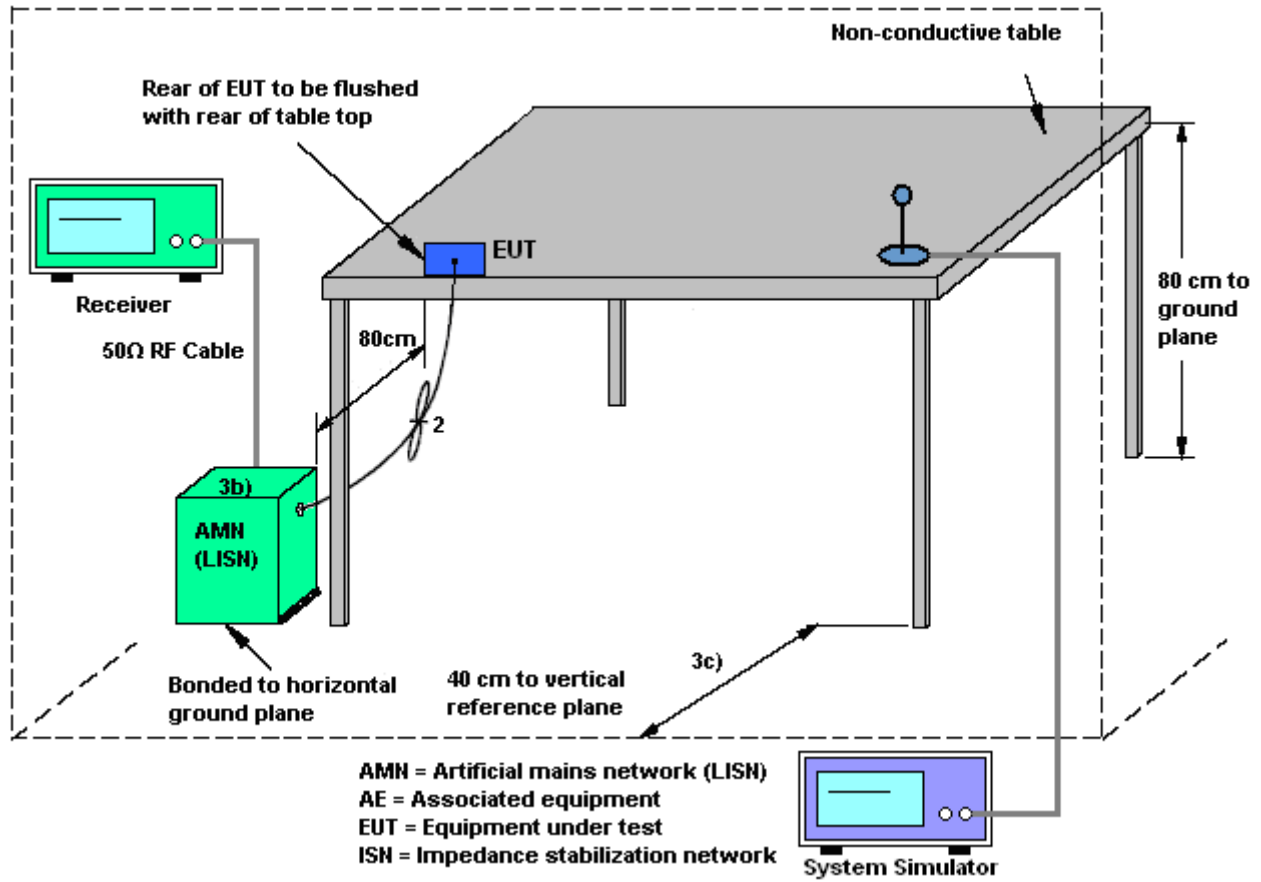 Non-conductive table
Rear of EUT to be flushed
with rear of table top
EUT
Receiver
80cm
80 cm to
ground
plane
50Ω RF Cable
2
3b)
AMN
(LISN)
3c)
Bonded to horizontal
ground plane
40 cm to vertical
reference plane
AMN = Artificial mains network (LISN)
AE = Associated equipment
EUT = Equipment under test
ISN = Impedance stabilization network
System Simulator